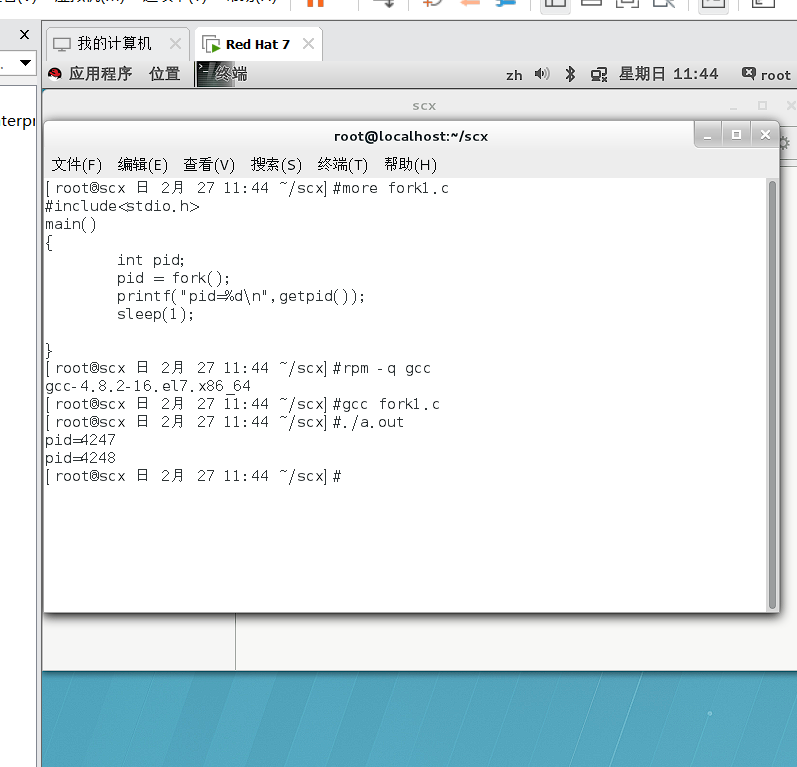 我的计算机
Red Hat 7
应用程序 位置 终端 zh 星期日 11:44 root
scx
root@localhost:~/scx
文件(F) 编辑(E) 查看(V) 搜索(S) 终端(T) 帮助(H)
[root@scx 日 2月 27 11:44 ~/scx]#more fork1.c
#include<stdio.h>
main()
{
int pid;
pid = fork();
printf("pid=%d\n",getpid());
sleep(1);
}
[root@scx 日 2月 27 11:44 ~/scx]#rpm -q gcc
gcc-4.8.2-16.el7.x86_64
[root@scx 日 2月 27 11:44 ~/scx]#gcc fork1.c
[root@scx 日 2月 27 11:44 ~/scx]#./a.out
pid=4247
pid=4248
[root@scx 日 2月 27 11:44 ~/scx]#